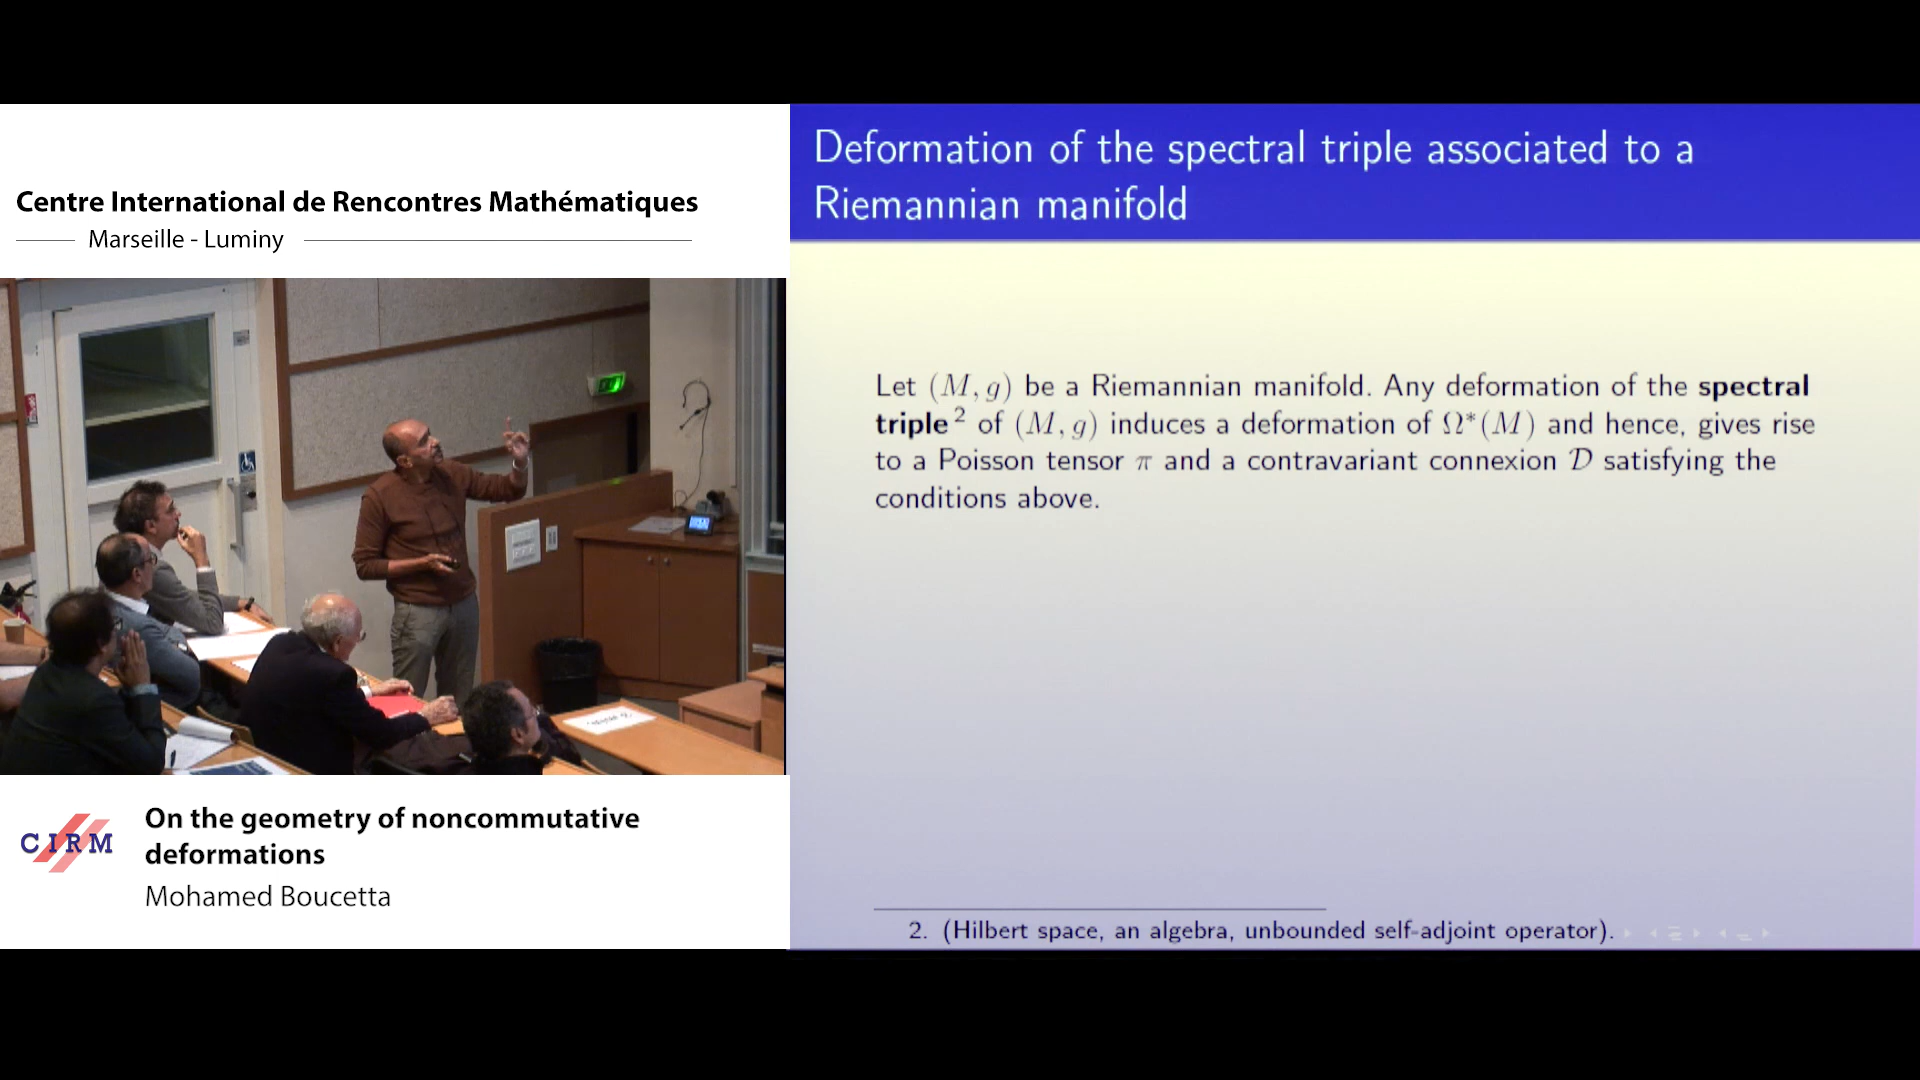 Centre International de Rencontres Mathématiques
Marseille - Luminy
CIRM
On the geometry of noncommutative
deformations
Mohamed Boucetta
Deformation of the spectral triple associated to a
Riemannian manifold
Let (M, g) be a Riemannian manifold. Any deformation of the spectral
triple ² of (M, g) induces a deformation of Ω*(M) and hence, gives rise
to a Poisson tensor π and a contravariant connexion 𝒟 satisfying the
conditions above.
2. (Hilbert space, an algebra, unbounded self-adjoint operator).